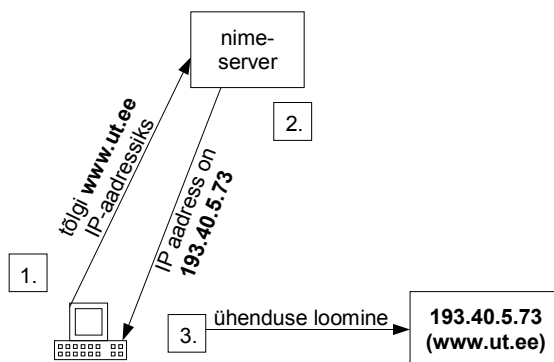 nime-
server
2.
tõlgi www.ut.ee
IP-aadressiks
IP aadress on
193.40.5.73
1.
3.
ühenduse loomine
193.40.5.73
(www.ut.ee)